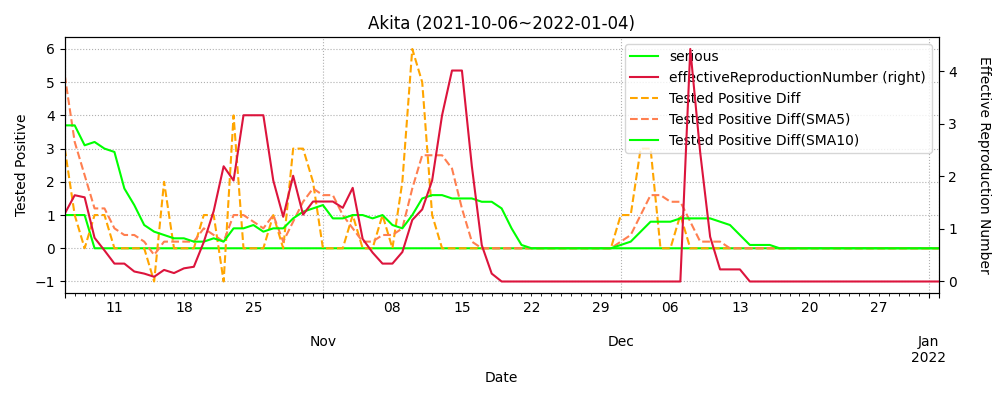 Akita (2021-10-06~2022-01-04)
6
5
4
3
2
1
0
−1
Tested Positive
serious
effectiveReproductionNumber (right)
Tested Positive Diff
Tested Positive Diff(SMA5)
Tested Positive Diff(SMA10)
4
3
2
1
0
Effective Reproduction Number
11 18 25 08 15 22 29 06 13 20 27
Nov Dec Jan
2022
Date